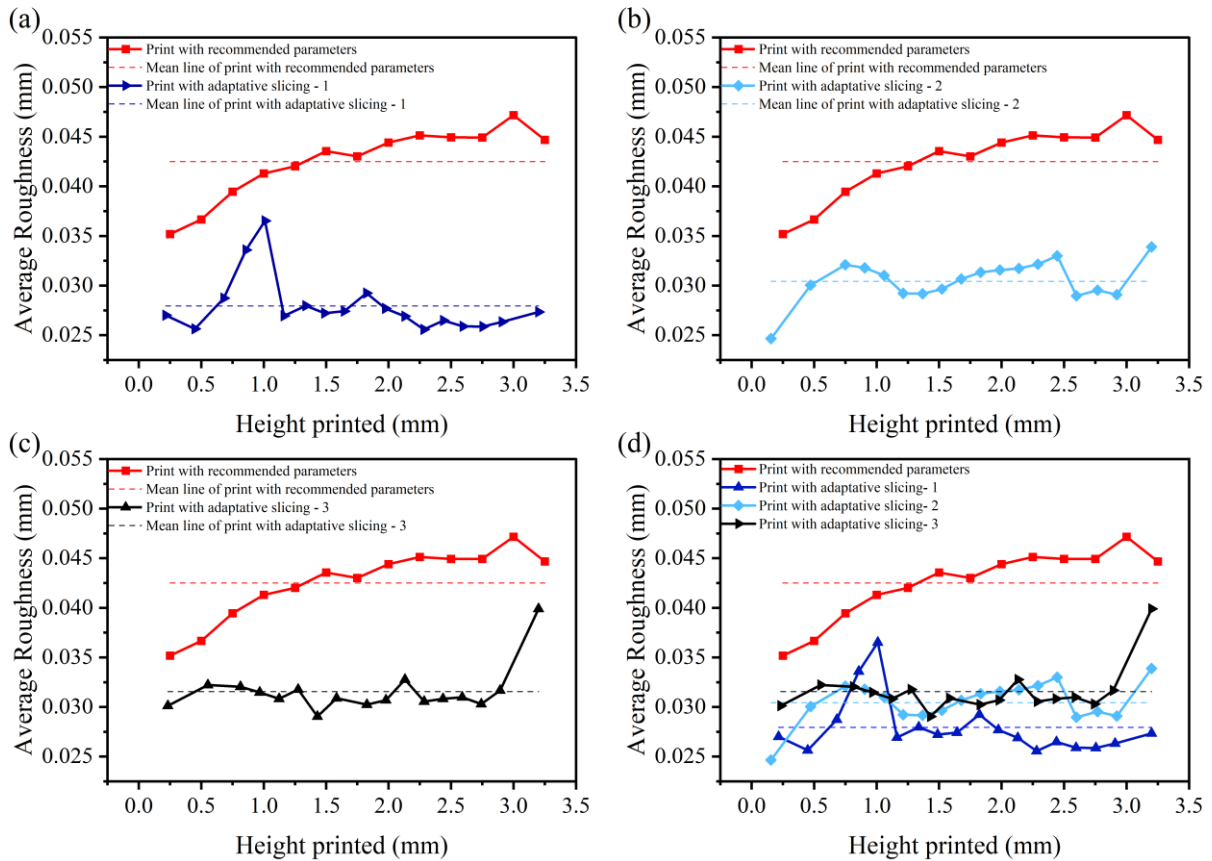 (a)
0.055
0.050
0.045
0.040
0.035
0.030
0.025
Average Roughness (mm)
Print with recommended parameters
Mean line of print with recommended parameters
Print with adaptative slicing - 1
Mean line of print with adaptative slicing - 1
0.0 0.5 1.0 1.5 2.0 2.5 3.0 3.5
Height printed (mm)
(b)
0.055
0.050
0.045
0.040
0.035
0.030
0.025
Average Roughness (mm)
Print with recommended parameters
Mean line of print with recommended parameters
Print with adaptative slicing - 2
Mean line of print with adaptative slicing - 2
0.0 0.5 1.0 1.5 2.0 2.5 3.0 3.5
Height printed (mm)
(c)
0.055
0.050
0.045
0.040
0.035
0.030
0.025
Average Roughness (mm)
Print with recommended parameters
Mean line of print with recommended parameters
Print with adaptative slicing - 3
Mean line of print with adaptative slicing - 3
0.0 0.5 1.0 1.5 2.0 2.5 3.0 3.5
Height printed (mm)
(d)
0.055
0.050
0.045
0.040
0.035
0.030
0.025
Average Roughness (mm)
Print with recommended parameters
Print with adaptative slicing- 1
Print with adaptative slicing- 2
Print with adaptative slicing- 3
0.0 0.5 1.0 1.5 2.0 2.5 3.0 3.5
Height printed (mm)